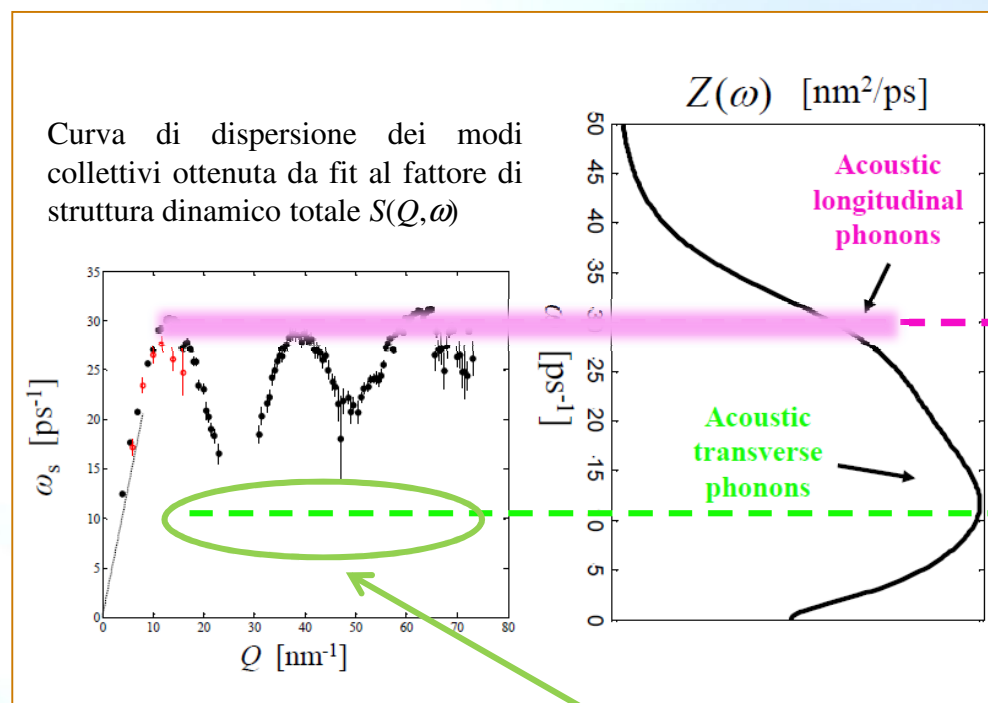 Curva di dispersione dei modi
collettivi ottenuta da fit al fattore di
struttura dinamico totale S(Q,ω)
Z(ω) [nm²/ps]
50
45
40
35
30
25
20
15
10
5
0
[ps⁻¹]
Acoustic
longitudinal
phonons
Acoustic
transverse
phonons
35
30
25
20
15
10
5
0
ωs [ps⁻¹]
0 10 20 30 40 50 60 70 80
Q [nm⁻¹]